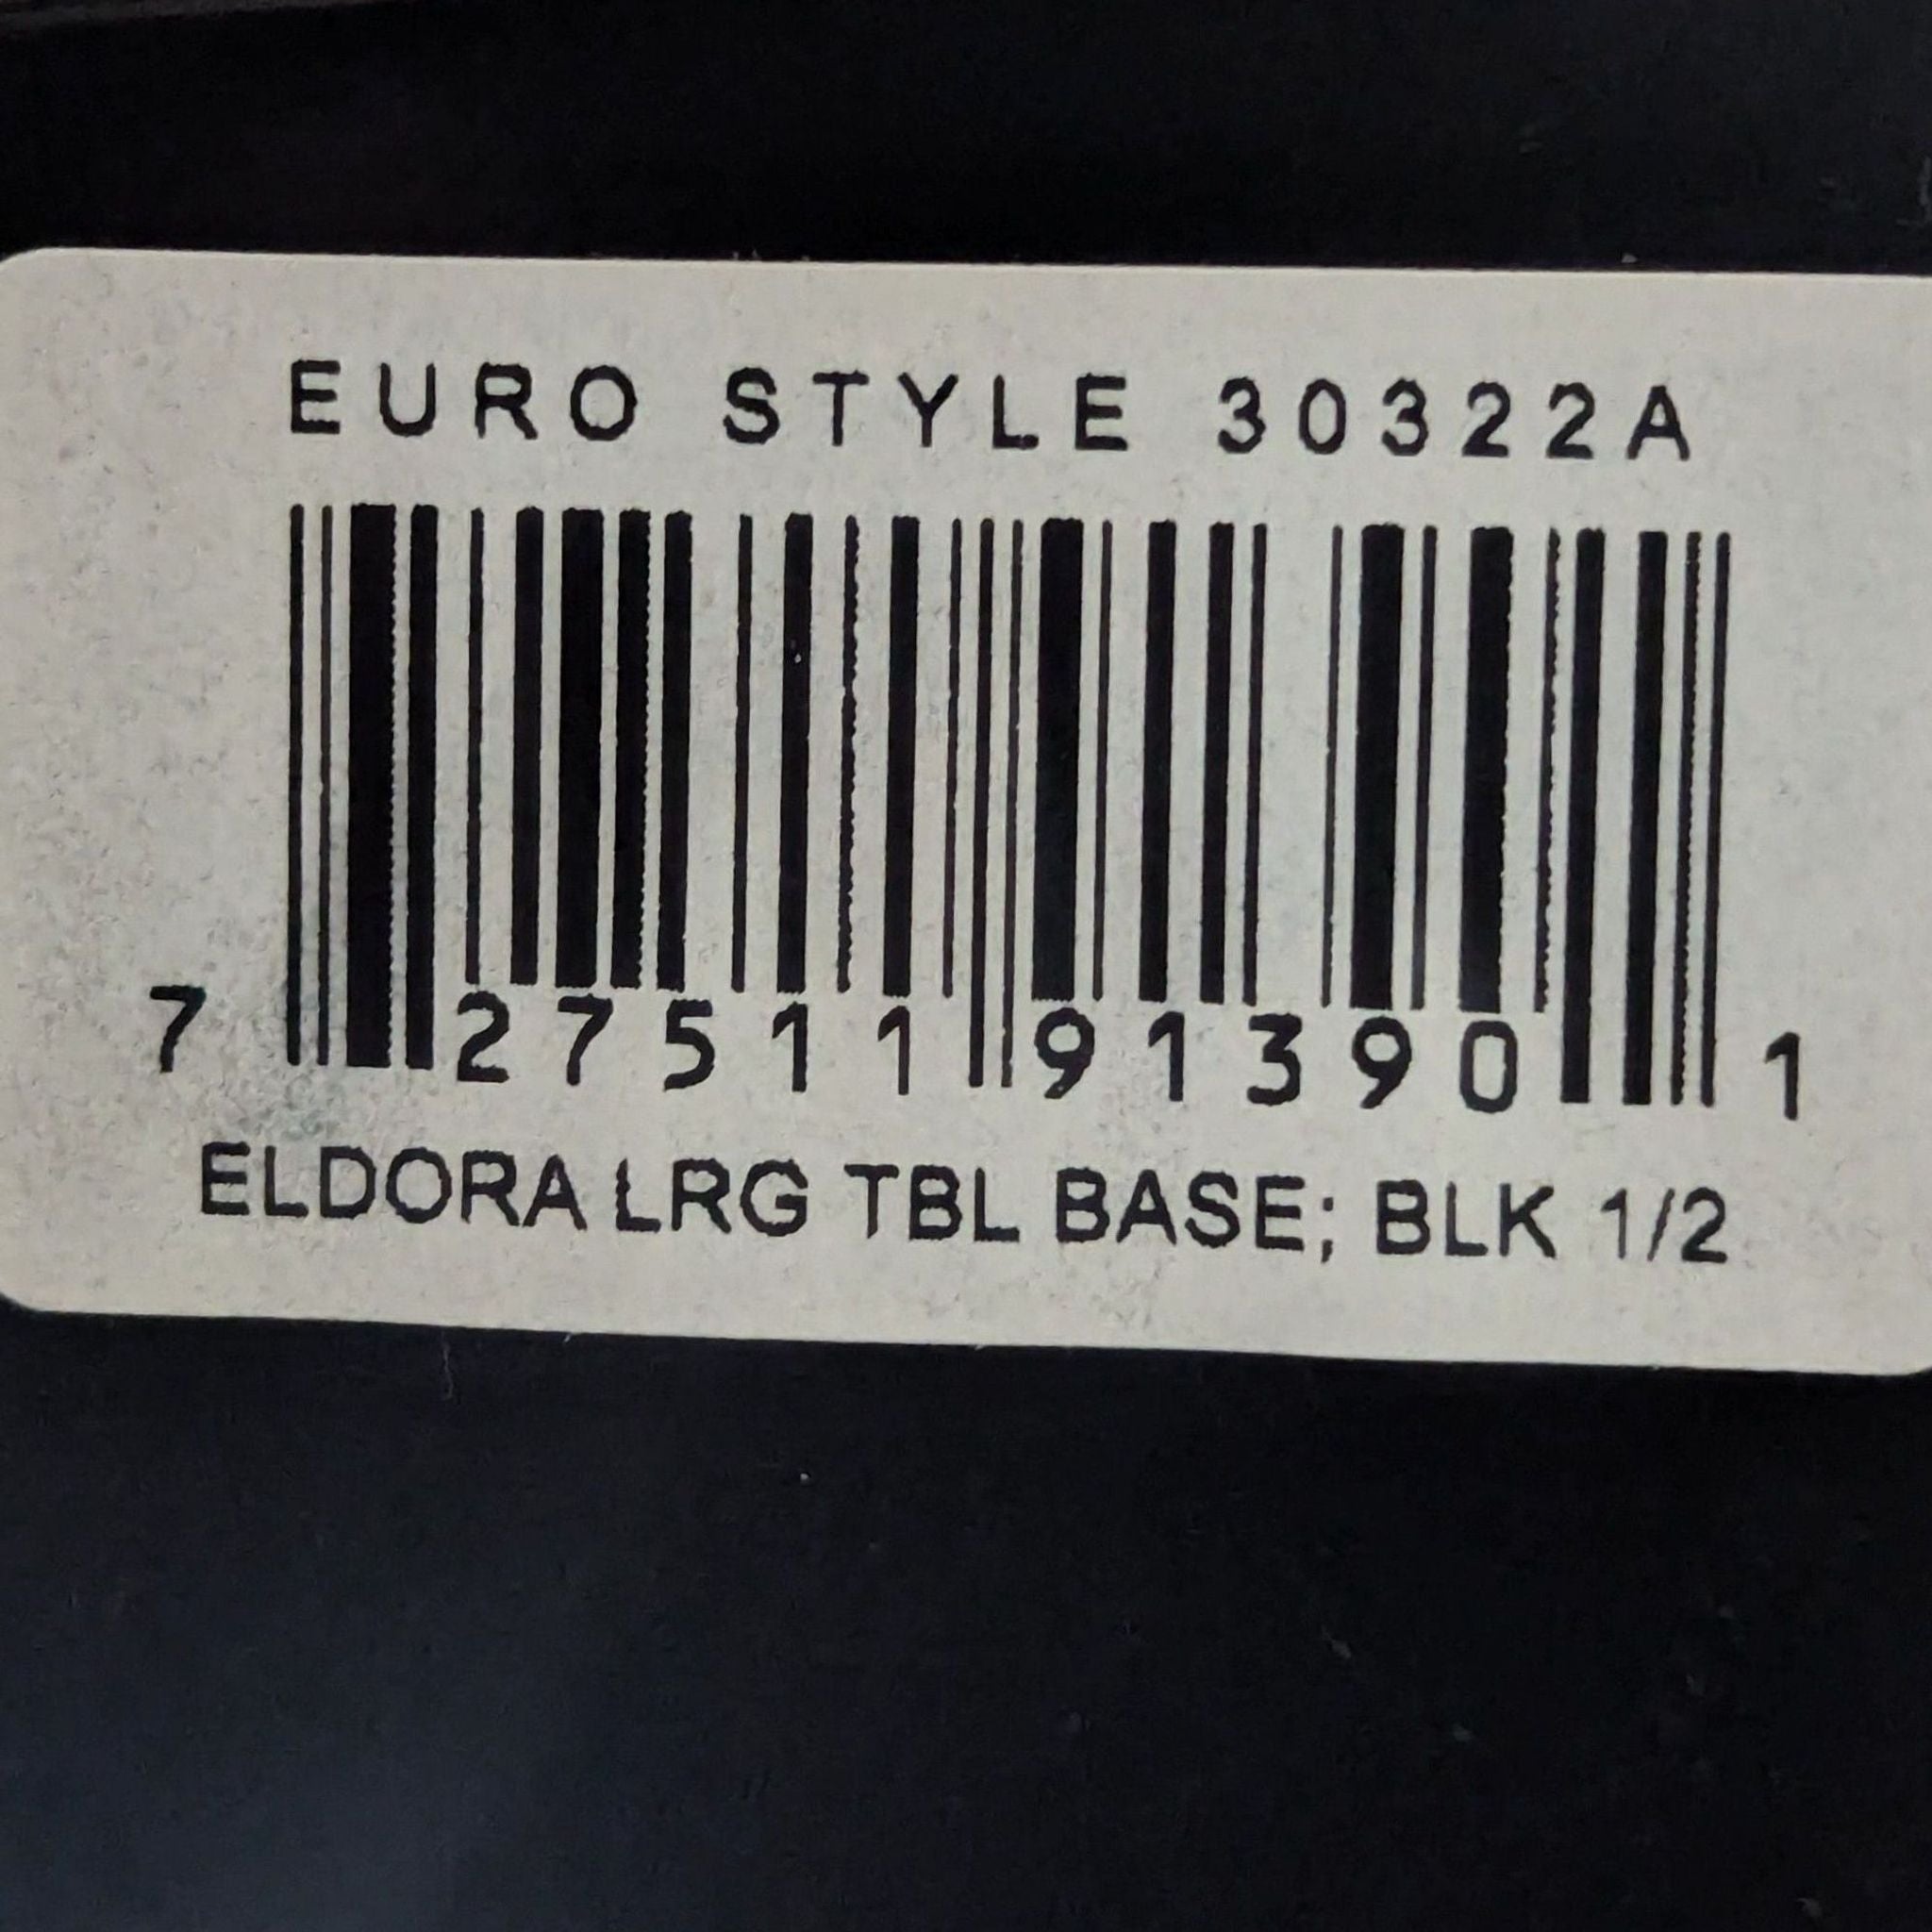 EURO STYLE 30322A
7 27511 91390 1
ELDORA LRG TBL BASE; BLK 1/2